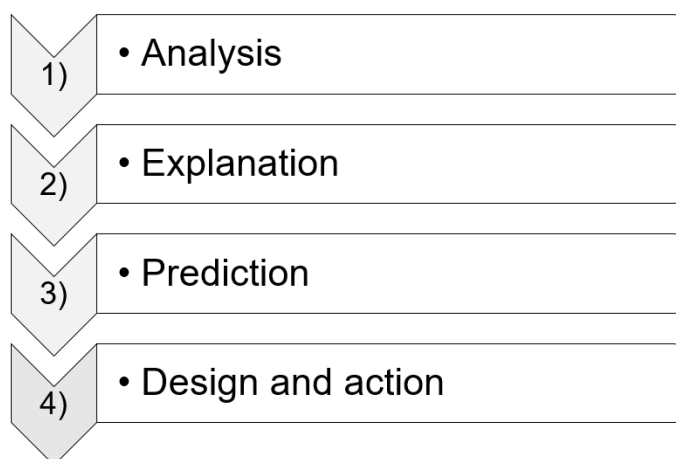 1) • Analysis
2) • Explanation
3) • Prediction
4) • Design and action